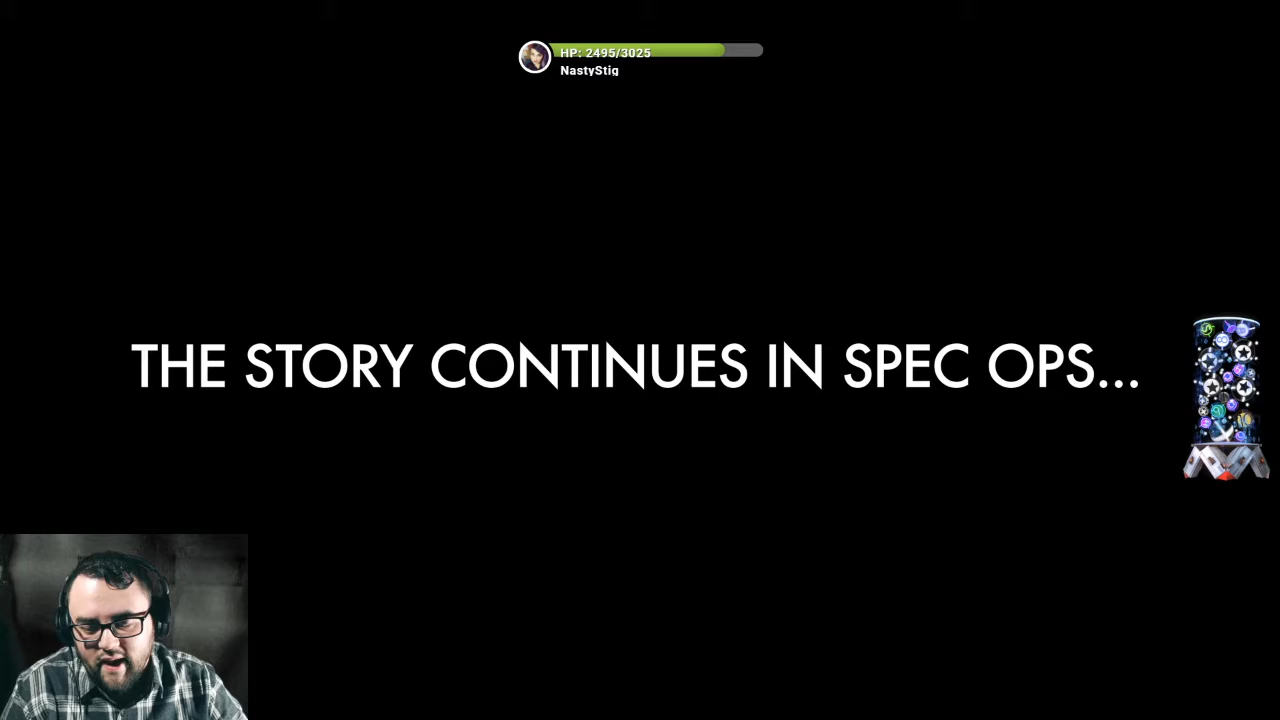 HP: 2495/3025
NastyStig
THE STORY CONTINUES IN SPEC OPS...